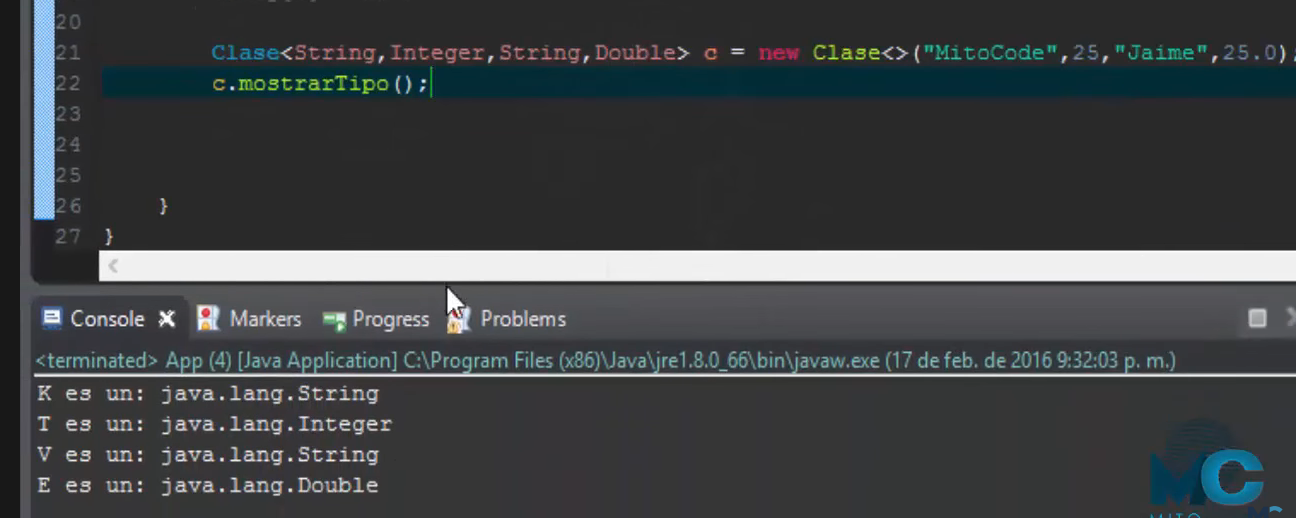 20
21 Clase<String,Integer,String,Double> c = new Clase<>("MitoCode",25,"Jaime",25.0);
22 c.mostrarTipo();
23
24
25
26 }
27 }
Console Markers Progress Problems
<terminated> App (4) [Java Application] C:\Program Files (x86)\Java\jre1.8.0_66\bin\javaw.exe (17 de feb. de 2016 9:32:03 p. m.)
K es un: java.lang.String
T es un: java.lang.Integer
V es un: java.lang.String
E es un: java.lang.Double
MC
MITO